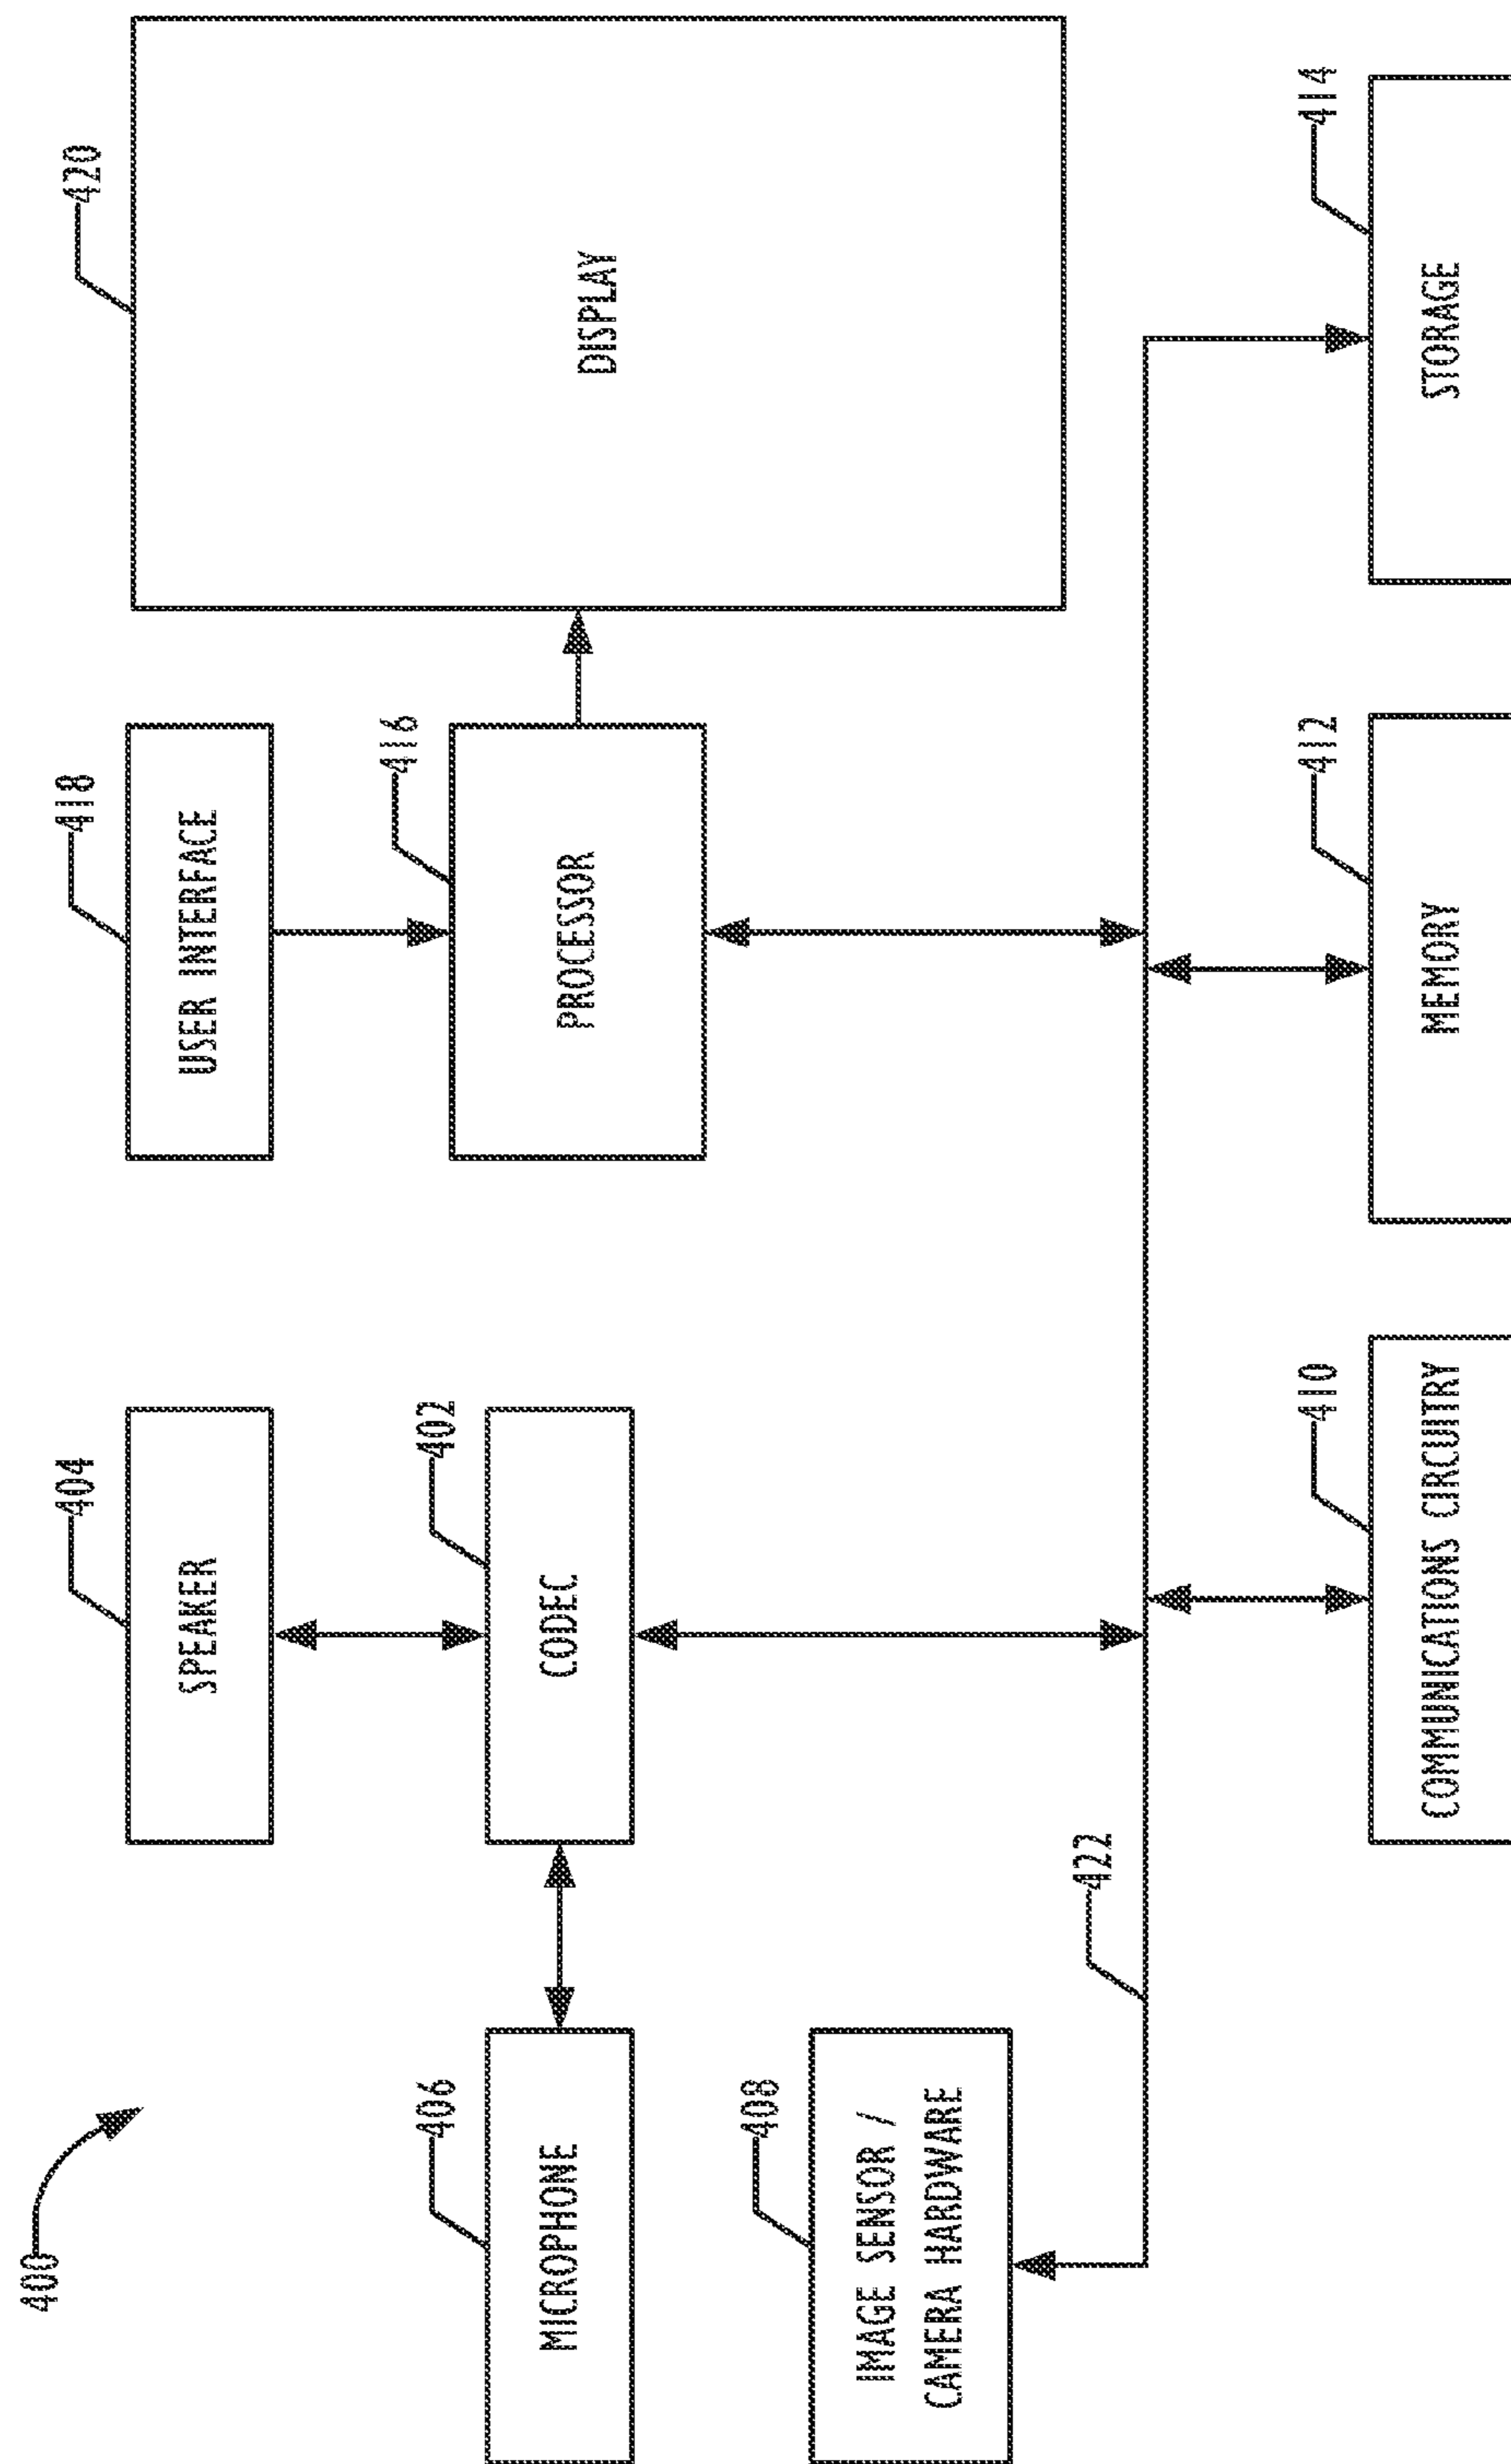 400
404
SPEAKER
418
USER INTERFACE
420
DISPLAY
406
MICROPHONE
402
CODEC
416
PROCESSOR
408
IMAGE SENSOR /
CAMERA HARDWARE
422
410
COMMUNICATIONS CIRCUITRY
412
MEMORY
414
STORAGE